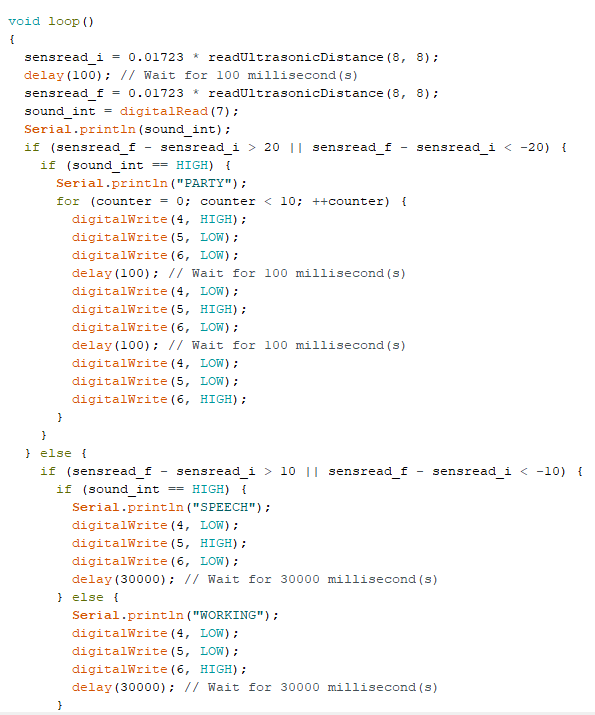 void loop()
{
  sensread_i = 0.01723 * readUltrasonicDistance(8, 8);
  delay(100); // Wait for 100 millisecond(s)
  sensread_f = 0.01723 * readUltrasonicDistance(8, 8);
  sound_int = digitalRead(7);
  Serial.println(sound_int);
  if (sensread_f - sensread_i > 20 || sensread_f - sensread_i < -20) {
    if (sound_int == HIGH) {
      Serial.println("PARTY");
      for (counter = 0; counter < 10; ++counter) {
        digitalWrite(4, HIGH);
        digitalWrite(5, LOW);
        digitalWrite(6, LOW);
        delay(100); // Wait for 100 millisecond(s)
        digitalWrite(4, LOW);
        digitalWrite(5, HIGH);
        digitalWrite(6, LOW);
        delay(100); // Wait for 100 millisecond(s)
        digitalWrite(4, LOW);
        digitalWrite(5, LOW);
        digitalWrite(6, HIGH);
      }
    }
  } else {
    if (sensread_f - sensread_i > 10 || sensread_f - sensread_i < -10) {
      if (sound_int == HIGH) {
        Serial.println("SPEECH");
        digitalWrite(4, LOW);
        digitalWrite(5, HIGH);
        digitalWrite(6, LOW);
        delay(30000); // Wait for 30000 millisecond(s)
      } else {
        Serial.println("WORKING");
        digitalWrite(4, LOW);
        digitalWrite(5, LOW);
        digitalWrite(6, HIGH);
        delay(30000); // Wait for 30000 millisecond(s)
      }